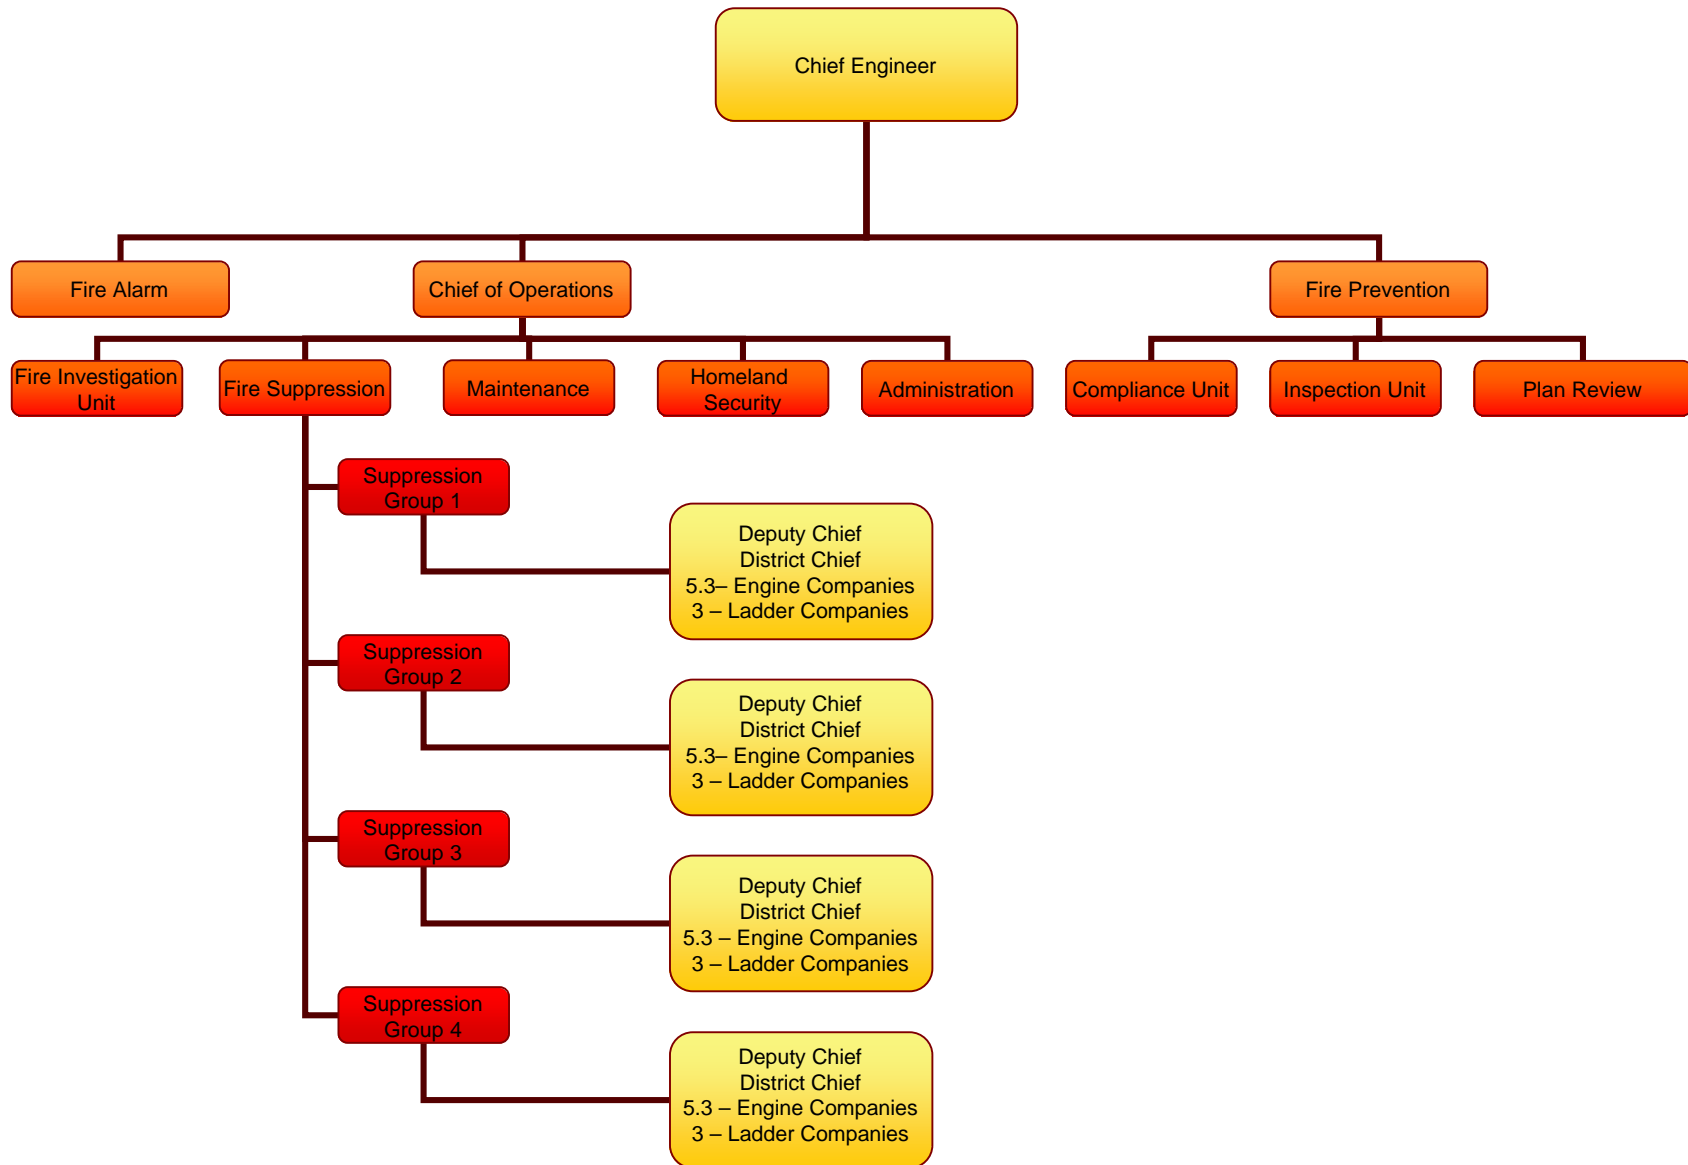 Chief Engineer
Fire Alarm
Chief of Operations
Fire Prevention
Fire Investigation
Unit
Fire Suppression
Maintenance
Homeland
Security
Administration
Compliance Unit
Inspection Unit
Plan Review
Suppression
Group 1
Deputy Chief
District Chief
5.3– Engine Companies
3 – Ladder Companies
Suppression
Group 2
Deputy Chief
District Chief
5.3– Engine Companies
3 – Ladder Companies
Suppression
Group 3
Deputy Chief
District Chief
5.3 – Engine Companies
3 – Ladder Companies
Suppression
Group 4
Deputy Chief
District Chief
5.3 – Engine Companies
3 – Ladder Companies